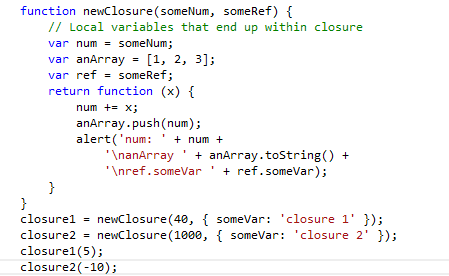 function newClosure(someNum, someRef) {
    // Local variables that end up within closure
    var num = someNum;
    var anArray = [1, 2, 3];
    var ref = someRef;
    return function (x) {
        num += x;
        anArray.push(num);
        alert('num: ' + num +
            '\nanArray ' + anArray.toString() +
            '\nref.someVar ' + ref.someVar);
    }
}
closure1 = newClosure(40, { someVar: 'closure 1' });
closure2 = newClosure(1000, { someVar: 'closure 2' });
closure1(5);
closure2(-10);